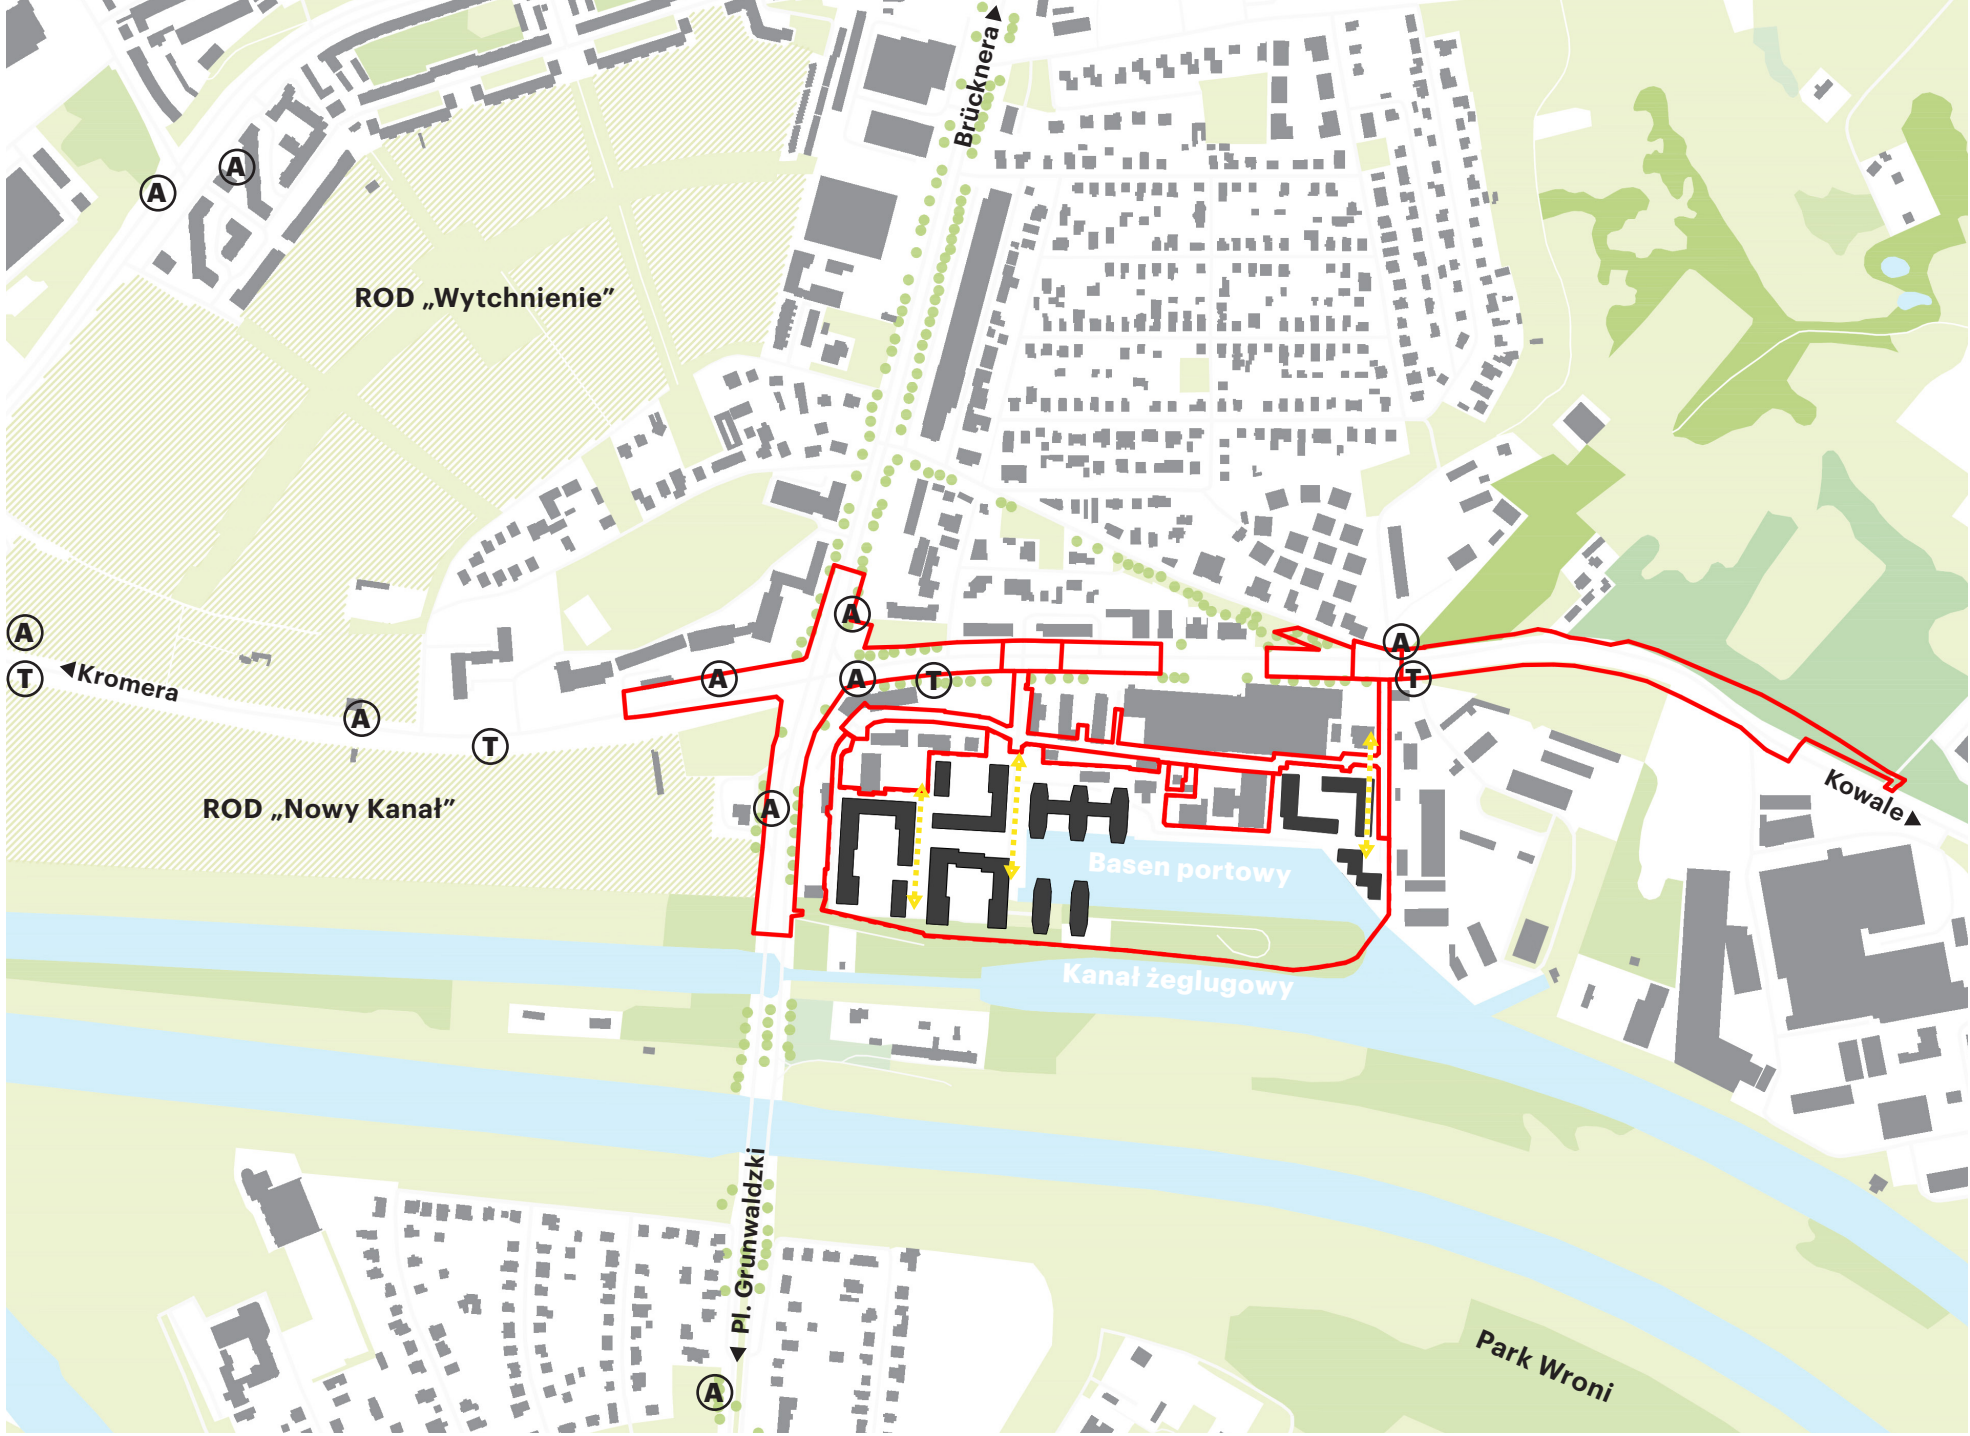 Brücknera
A
A
ROD „Wytchnienie”
A
A
A
T
Kromera
A
A
T
A
T
A
T
Kowale
ROD „Nowy Kanał”
A
Basen portowy
Kanał żeglugowy
Pl. Grunwaldzki
Park Wroni
A